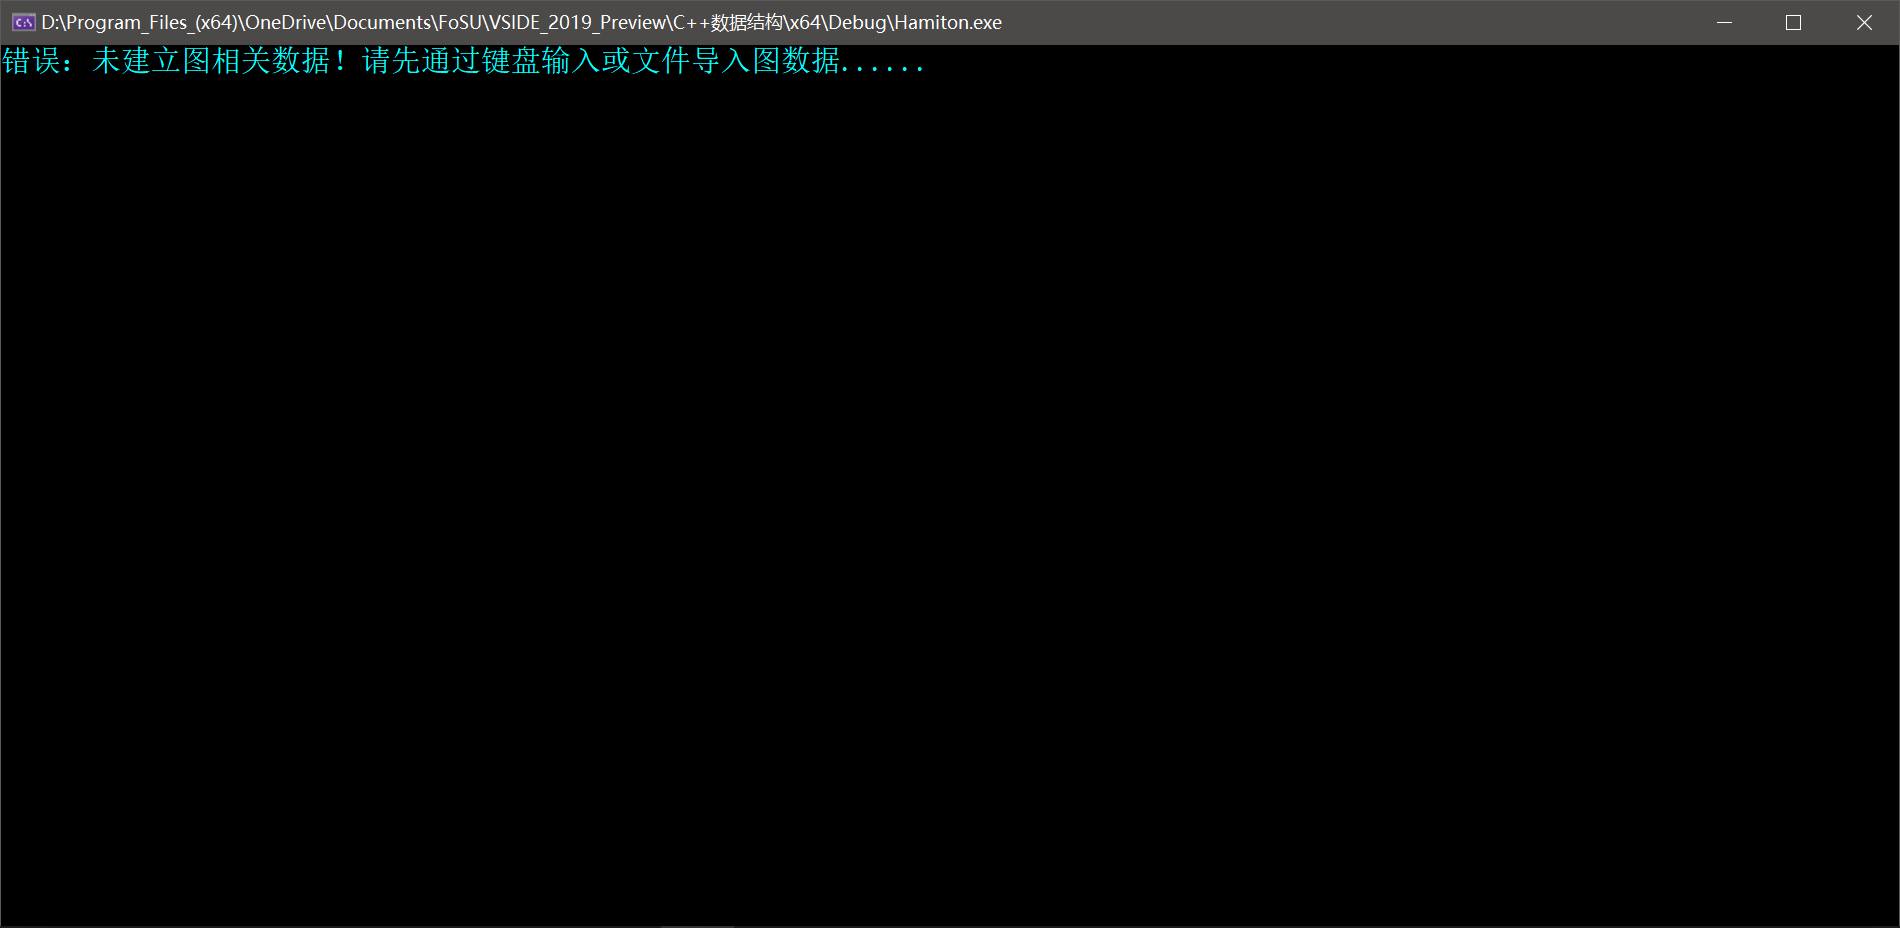 D:\Program_Files_(x64)\OneDrive\Documents\FoSU\VSIDE_2019_Preview\C++数据结构\x64\Debug\Hamiton.exe
错误：未建立图相关数据！请先通过键盘输入或文件导入图数据......